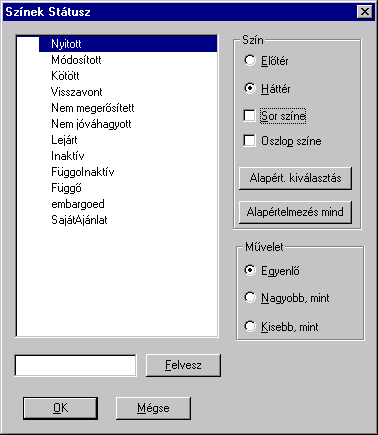 Színek Státusz
Nyitott
Módosított
Kötött
Visszavont
Nem megerősített
Nem jóváhagyott
Lejárt
Inaktív
FüggoInaktív
Függő
embargoed
SajátAjánlat
Szín
Előtér
Háttér
Sor színe
Oszlop színe
Alapért. kiválasztás
Alapértelmezés mind
Művelet
Egyenlő
Nagyobb, mint
Kisebb, mint
Felvesz
OK
Mégse